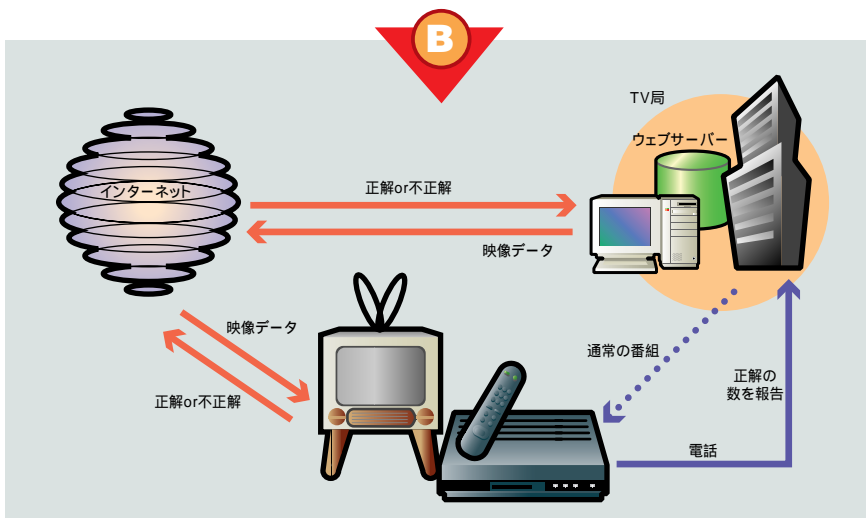 B
TV局
ウェブサーバー
インターネット
正解or不正解
映像データ
映像データ
正解or不正解
通常の番組
正解の
数を報告
電話